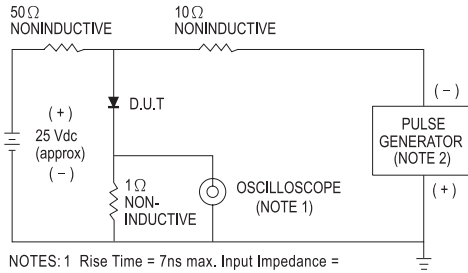 50Ω
NONINDUCTIVE
10Ω
NONINDUCTIVE
D.U.T
(+)
25 Vdc
(approx)
(−)
1Ω
NON-
INDUCTIVE
OSCILLOSCOPE
(NOTE 1)
(−)
PULSE
GENERATOR
(NOTE 2)
(+)
NOTES: 1 Rise Time = 7ns max. Input Impedance =